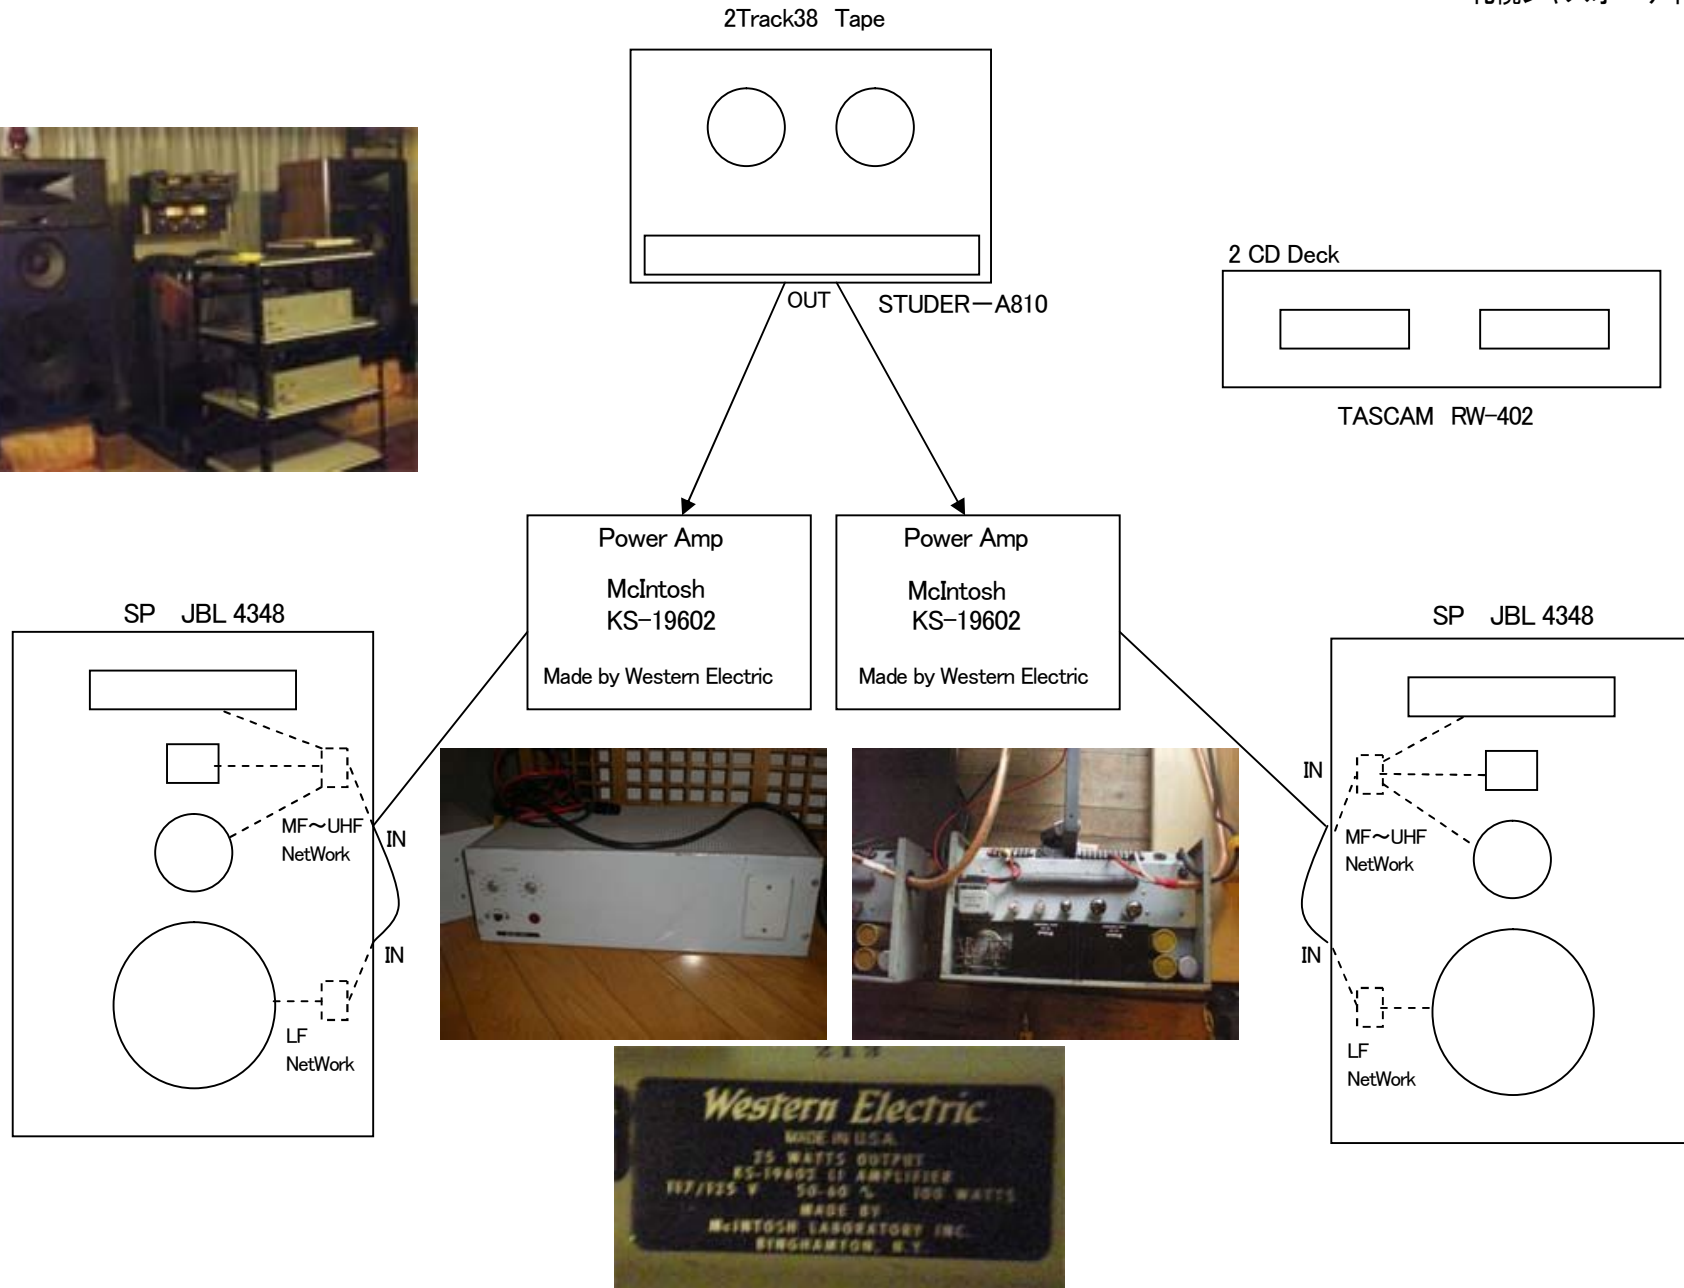 2Track38 Tape
OUT
STUDER－A810
2 CD Deck
TASCAM RW-402
Power Amp
McIntosh
KS-19602
Made by Western Electric
Power Amp
McIntosh
KS-19602
Made by Western Electric
SP JBL 4348
MF～UHF
NetWork
IN
IN
LF
NetWork
SP JBL 4348
IN
MF～UHF
NetWork
IN
LF
NetWork
Western Electric
MADE IN U.S.A.
WATTS OUTPUT
AMPLIFIER
117/125 V 50-60 100 WATTS
MADE BY
McINTOSH LABORATORY INC.
BINGHAMTON, N.Y.